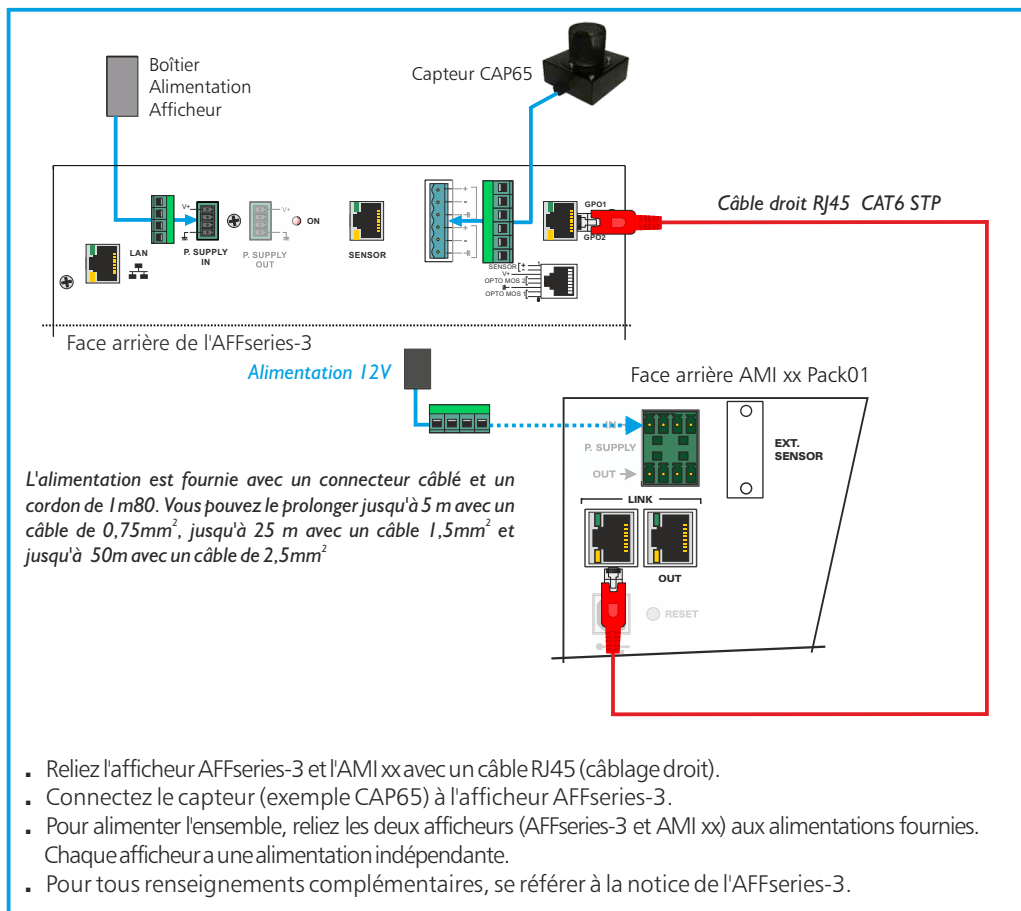 Boîtier
Alimentation
Afficheur
Capteur CAP65
V+
V+
ON
LAN
P. SUPPLY
IN
P. SUPPLY
OUT
SENSOR
GPO1
GPO2
SENSOR
V+
OPTO MOS 2
OPTO MOS 1
Câble droit RJ45 CAT6 STP
Face arrière de l'AFFseries-3
Alimentation 12V
Face arrière AMI xx Pack01
IN
P. SUPPLY
OUT
EXT.
SENSOR
LINK
OUT
RESET
L'alimentation est fournie avec un connecteur câblé et un
cordon de 1m80. Vous pouvez le prolonger jusqu'à 5 m avec un
câble de 0,75mm², jusqu'à 25 m avec un câble 1,5mm² et
jusqu'à 50m avec un câble de 2,5mm²
. Reliez l'afficheur AFFseries-3 et l'AMI xx avec un câble RJ45 (câblage droit).
. Connectez le capteur (exemple CAP65) à l'afficheur AFFseries-3.
. Pour alimenter l'ensemble, reliez les deux afficheurs (AFFseries-3 et AMI xx) aux alimentations fournies.
Chaque afficheur a une alimentation indépendante.
. Pour tous renseignements complémentaires, se référer à la notice de l'AFFseries-3.